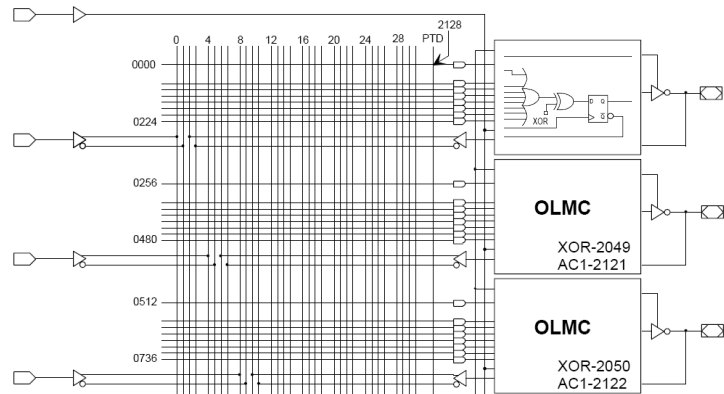 2128
0 4 8 12 16 20 24 28 PTD
0000
XOR
D Q
Q
0224
0256
OLMC
0480
XOR-2049
AC1-2121
0512
OLMC
0736
XOR-2050
AC1-2122